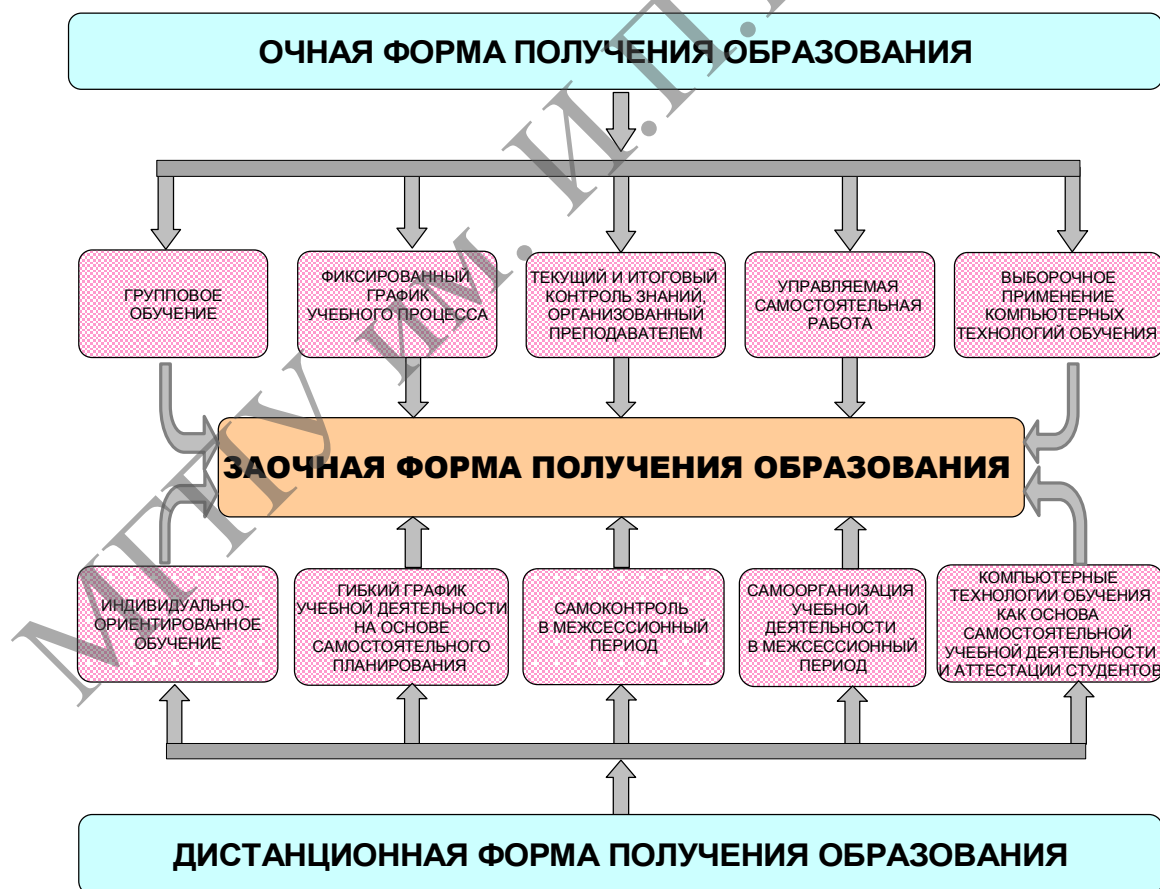 ОЧНАЯ ФОРМА ПОЛУЧЕНИЯ ОБРАЗОВАНИЯ
ГРУППОВОЕ
ОБУЧЕНИЕ
ФИКСИРОВАННЫЙ
ГРАФИК
УЧЕБНОГО ПРОЦЕССА
ТЕКУЩИЙ И ИТОГОВЫЙ
КОНТРОЛЬ ЗНАНИЙ,
ОРГАНИЗОВАННЫЙ
ПРЕПОДАВАТЕЛЕМ
УПРАВЛЯЕМАЯ
САМОСТОЯТЕЛЬНАЯ
РАБОТА
ВЫБОРОЧНОЕ
ПРИМЕНЕНИЕ
КОМПЬЮТЕРНЫХ
ТЕХНОЛОГИЙ ОБУЧЕНИЯ
ЗАОЧНАЯ ФОРМА ПОЛУЧЕНИЯ ОБРАЗОВАНИЯ
ИНДИВИДУАЛЬНО-
ОРИЕНТИРОВАННОЕ
ОБУЧЕНИЕ
ГИБКИЙ ГРАФИК
УЧЕБНОЙ ДЕЯТЕЛЬНОСТИ
НА ОСНОВЕ
САМОСТОЯТЕЛЬНОГО
ПЛАНИРОВАНИЯ
САМОКОНТРОЛЬ
В МЕЖСЕССИОННЫЙ
ПЕРИОД
САМООРГАНИЗАЦИЯ
УЧЕБНОЙ
ДЕЯТЕЛЬНОСТИ
В МЕЖСЕССИОННЫЙ
ПЕРИОД
КОМПЬЮТЕРНЫЕ
ТЕХНОЛОГИИ ОБУЧЕНИЯ
КАК ОСНОВА
САМОСТОЯТЕЛЬНОЙ
УЧЕБНОЙ ДЕЯТЕЛЬНОСТИ
И АТТЕСТАЦИИ СТУДЕНТОВ
ДИСТАНЦИОННАЯ ФОРМА ПОЛУЧЕНИЯ ОБРАЗОВАНИЯ
МГПУ им. И.П.